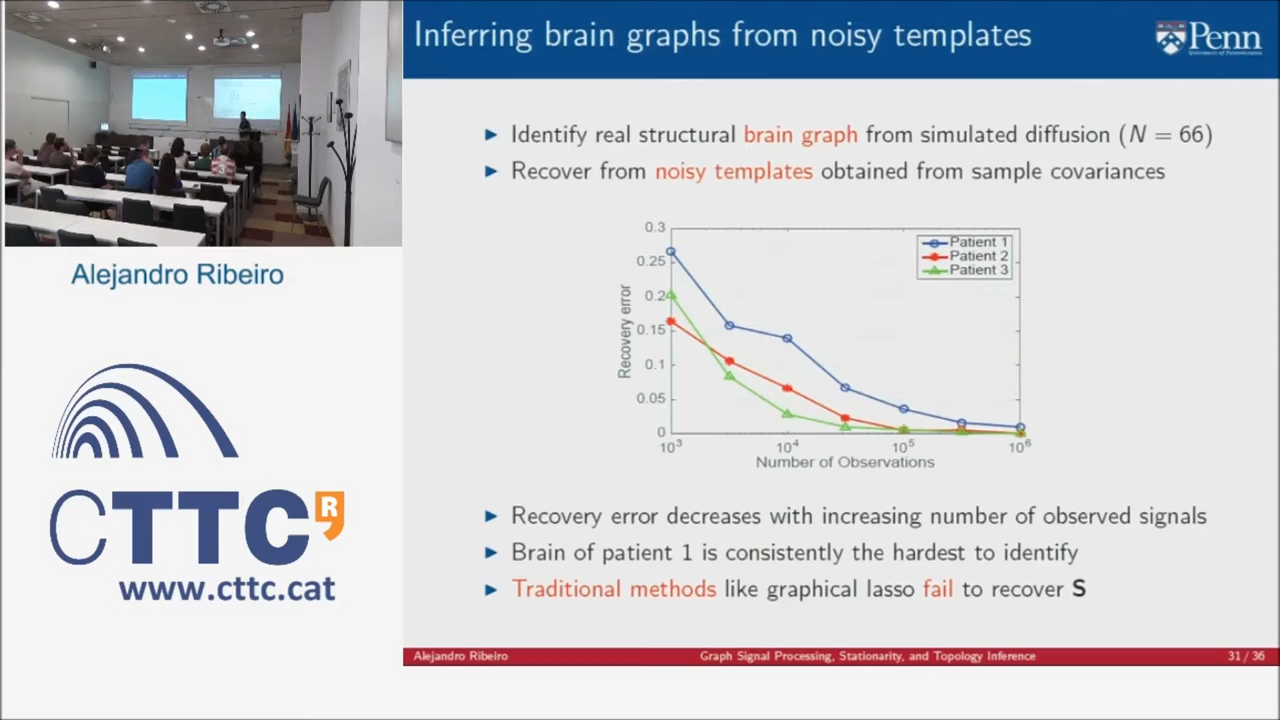 Inferring brain graphs from noisy templates
Penn
► Identify real structural brain graph from simulated diffusion (N = 66)
► Recover from noisy templates obtained from sample covariances
0.3
0.25
0.2
0.15
0.1
0.05
0
Recovery error
Patient 1
Patient 2
Patient 3
10³ 10⁴ 10⁵ 10⁶
Number of Observations
► Recovery error decreases with increasing number of observed signals
► Brain of patient 1 is consistently the hardest to identify
► Traditional methods like graphical lasso fail to recover S
Alejandro Ribeiro Graph Signal Processing, Stationarity, and Topology Inference 31 / 36
Alejandro Ribeiro
CTTC R
www.cttc.cat